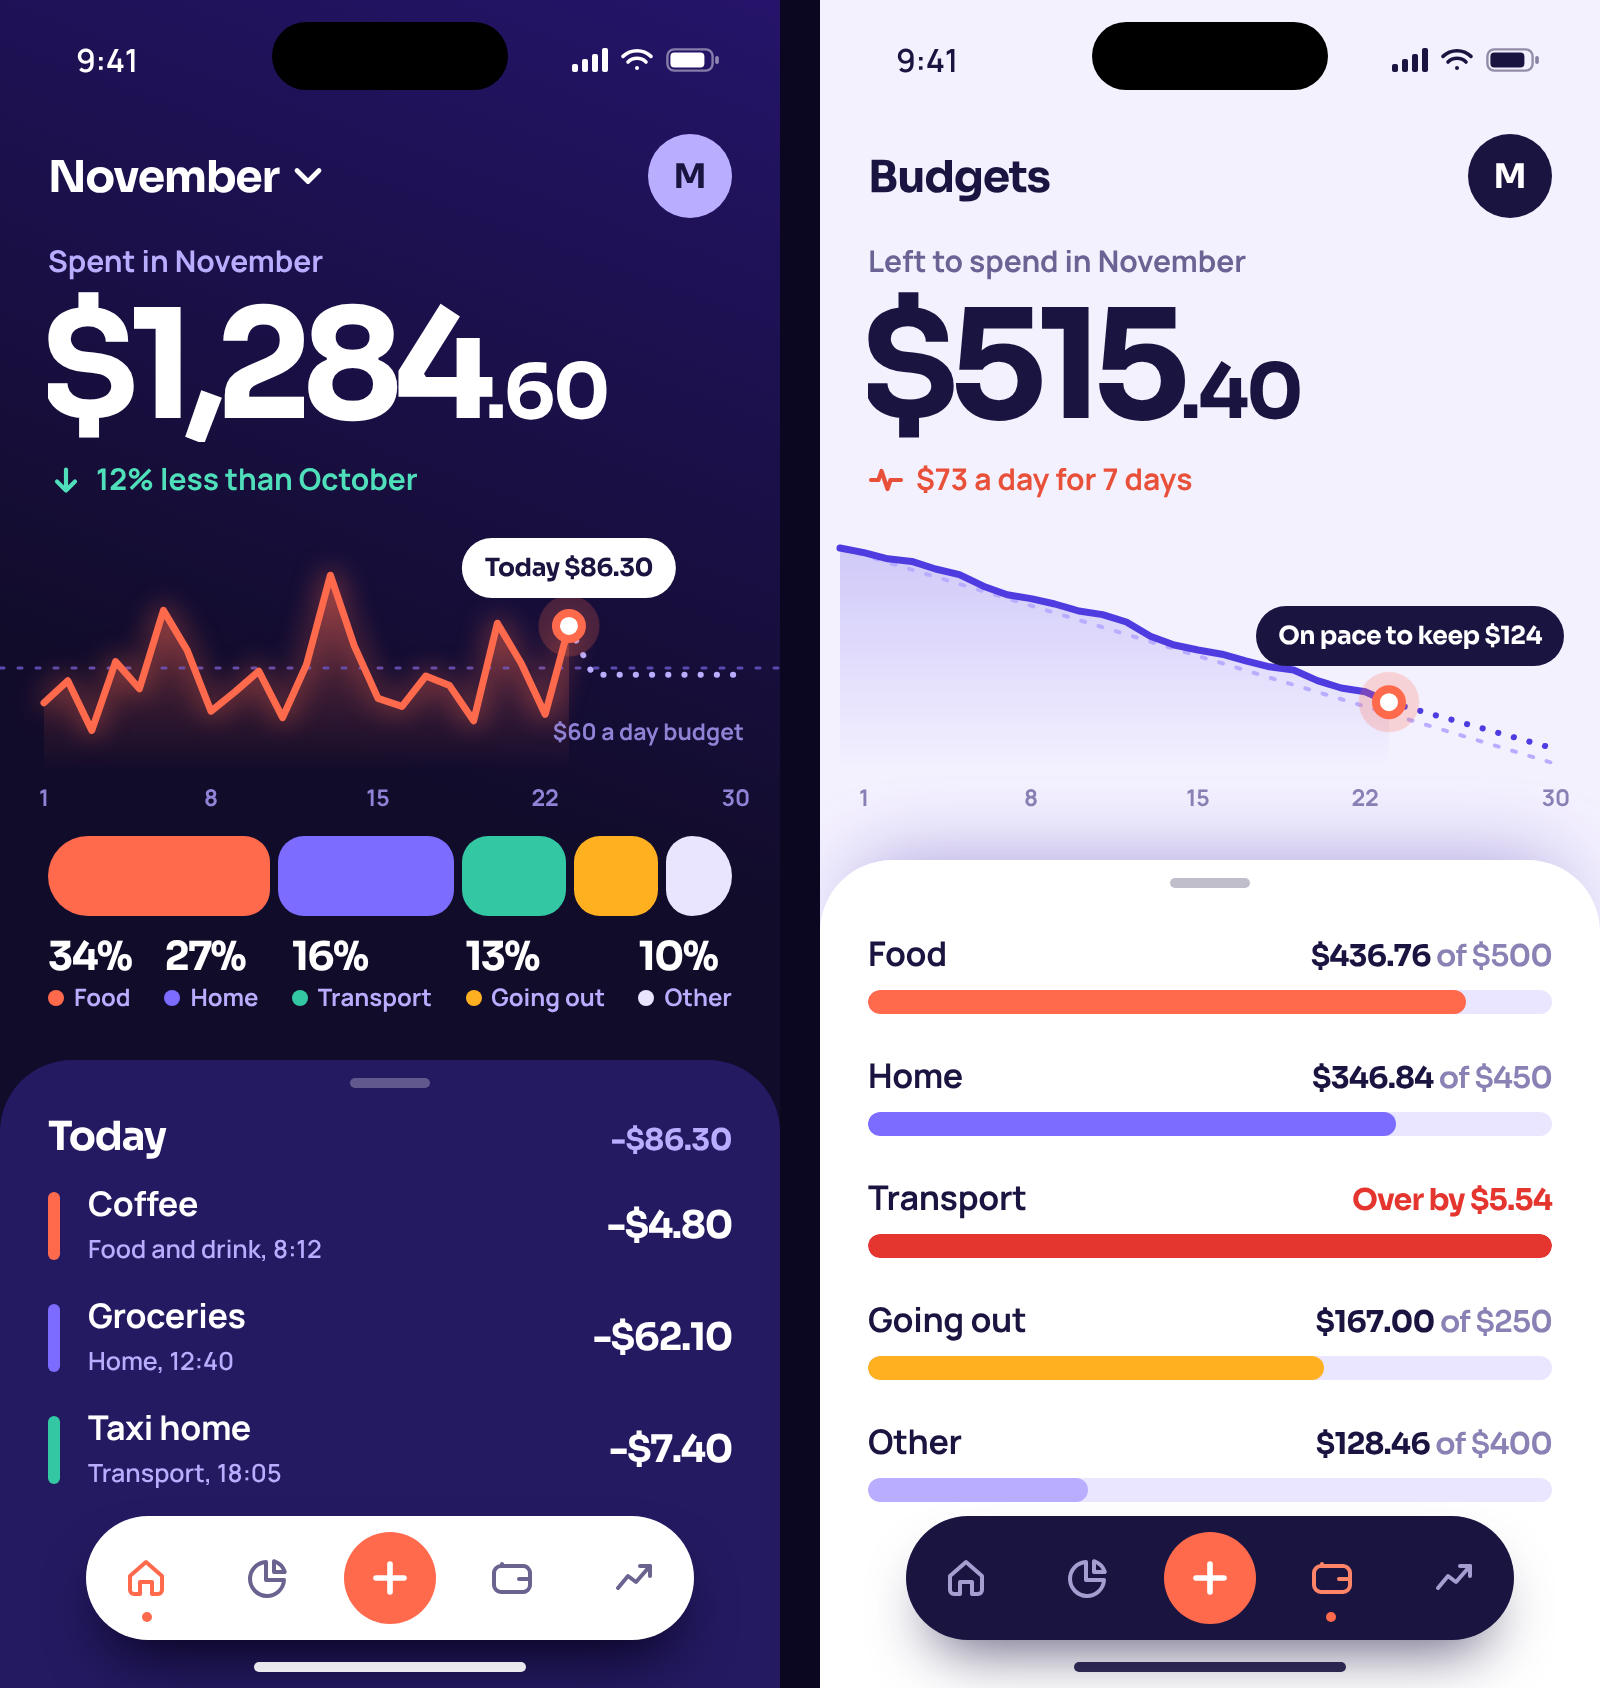 9:41
November
M
Spent in November
$1,284.60
12% less than October
Today $86.30
$60 a day budget
1 8 15 22 30
34% 27% 16% 13% 10%
Food Home Transport Going out Other
Today -$86.30
Coffee
Food and drink, 8:12
-$4.80
Groceries
Home, 12:40
-$62.10
Taxi home
Transport, 18:05
-$7.40
9:41
Budgets
M
Left to spend in November
$515.40
$73 a day for 7 days
On pace to keep $124
1 8 15 22 30
Food $436.76 of $500
Home $346.84 of $450
Transport Over by $5.54
Going out $167.00 of $250
Other $128.46 of $400